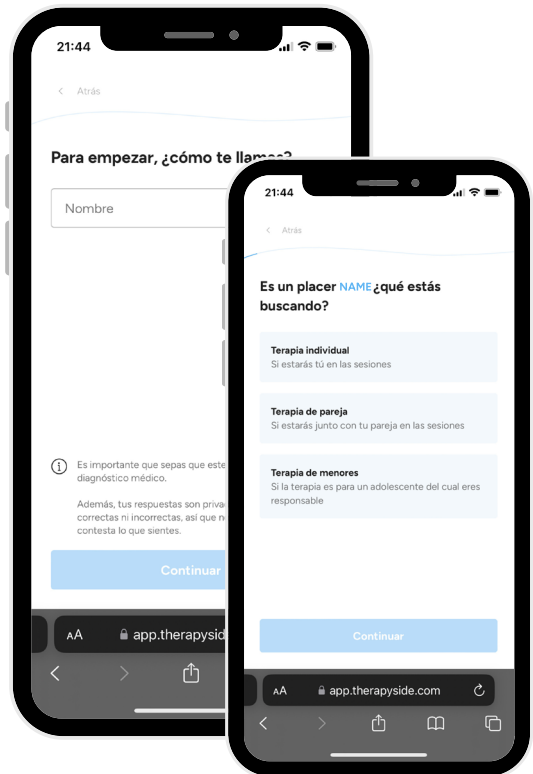 21:44
Atrás
Para empezar, ¿cómo te llamas?
Nombre
Es importante que sepas que este
diagnóstico médico.
Además, tus respuestas son
correctas ni incorrectas, así que
contesta lo que sientes.
Continuar
AA
app.therapysid
21:44
Atrás
Es un placer NAME ¿qué estás
buscando?
Terapia individual
Si estarás tú en las sesiones
Terapia de pareja
Si estarás junto con tu pareja en las sesiones
Terapia de menores
Si la terapia es para un adolescente del cual eres
responsable
Continuar
AA
app.therapyside.com